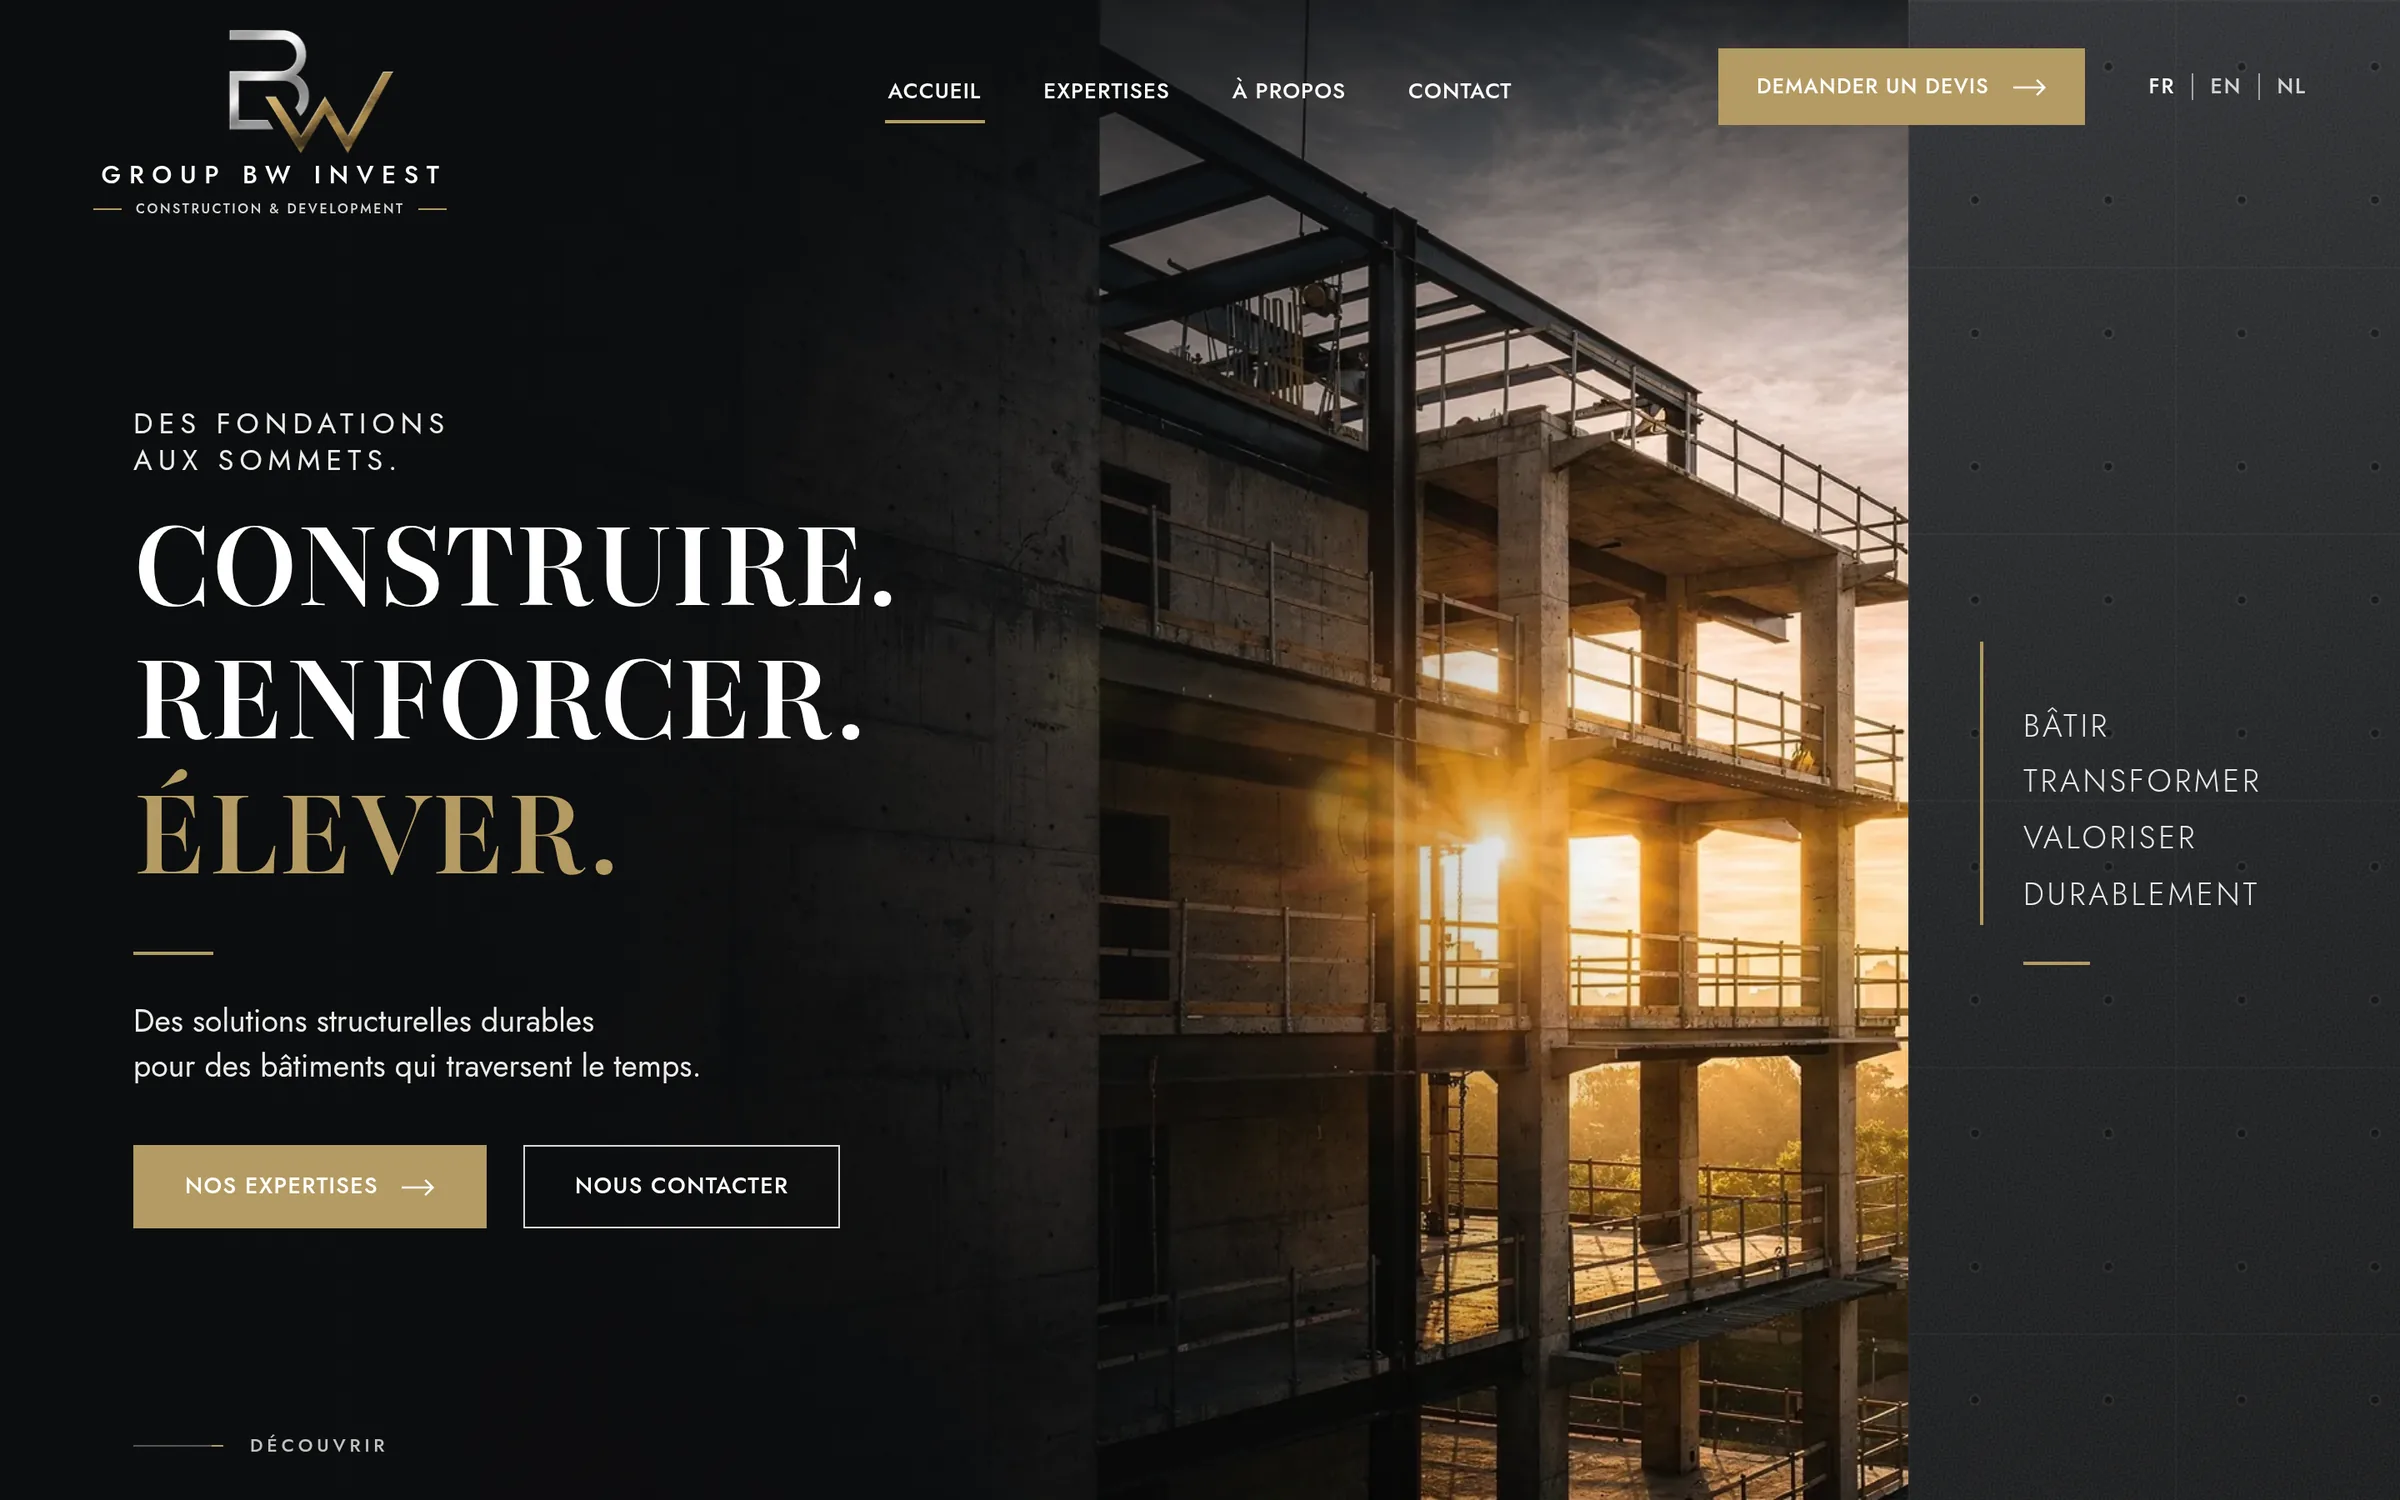 BW
GROUP BW INVEST
CONSTRUCTION & DEVELOPMENT
ACCUEIL
EXPERTISES
À PROPOS
CONTACT
DEMANDER UN DEVIS
FR | EN | NL
DES FONDATIONS
AUX SOMMETS.
CONSTRUIRE.
RENFORCER.
ÉLEVER.
Des solutions structurelles durables
pour des bâtiments qui traversent le temps.
NOS EXPERTISES
NOUS CONTACTER
DÉCOUVRIR
BÂTIR
TRANSFORMER
VALORISER
DURABLEMENT